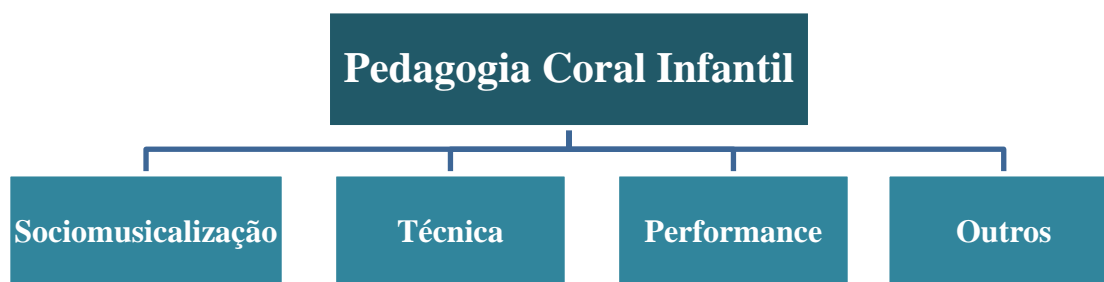 Pedagogia Coral Infantil
Sociomusicalização
Técnica
Performance
Outros